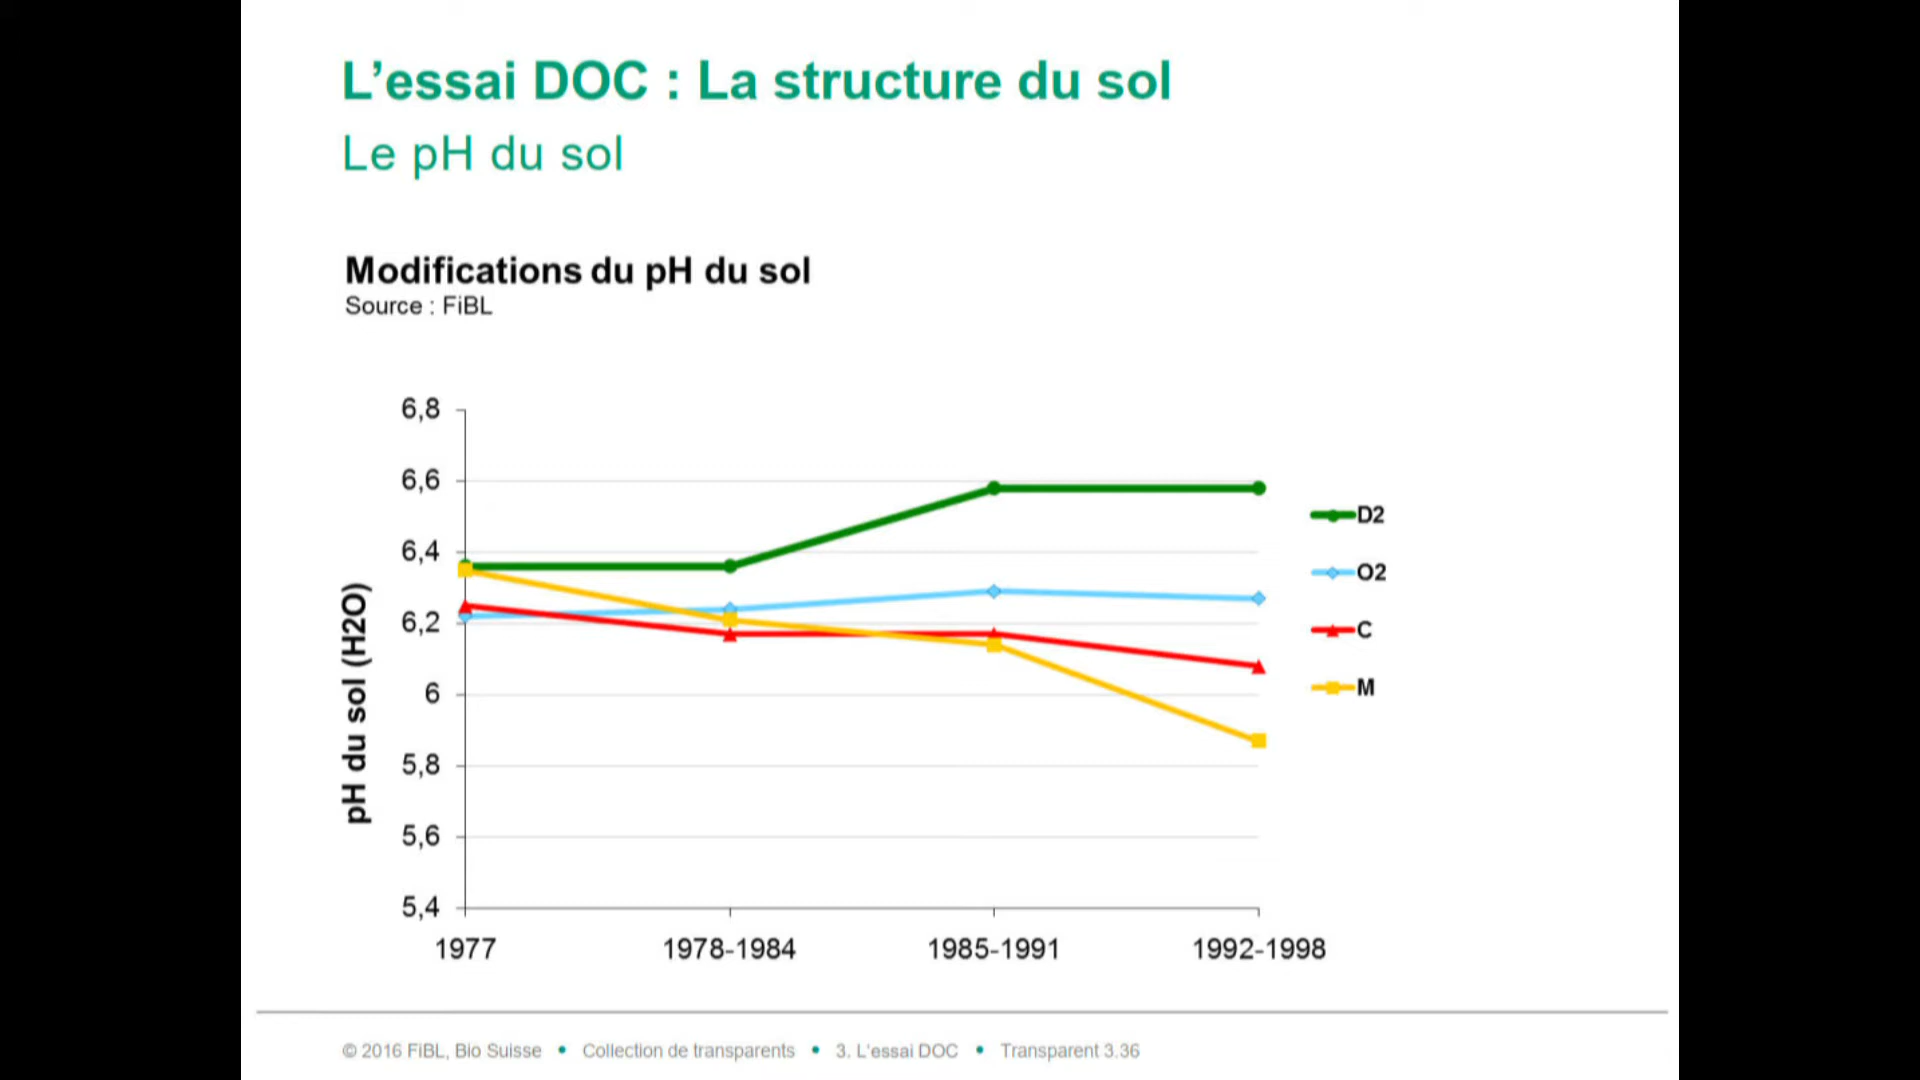 L’essai DOC : La structure du sol
Le pH du sol
Modifications du pH du sol
Source : FiBL
pH du sol (H2O)
6,8
6,6
6,4
6,2
6
5,8
5,6
5,4
1977
1978-1984
1985-1991
1992-1998
D2
O2
C
M
© 2016 FiBL, Bio Suisse • Collection de transparents • 3. L'essai DOC • Transparent 3.36